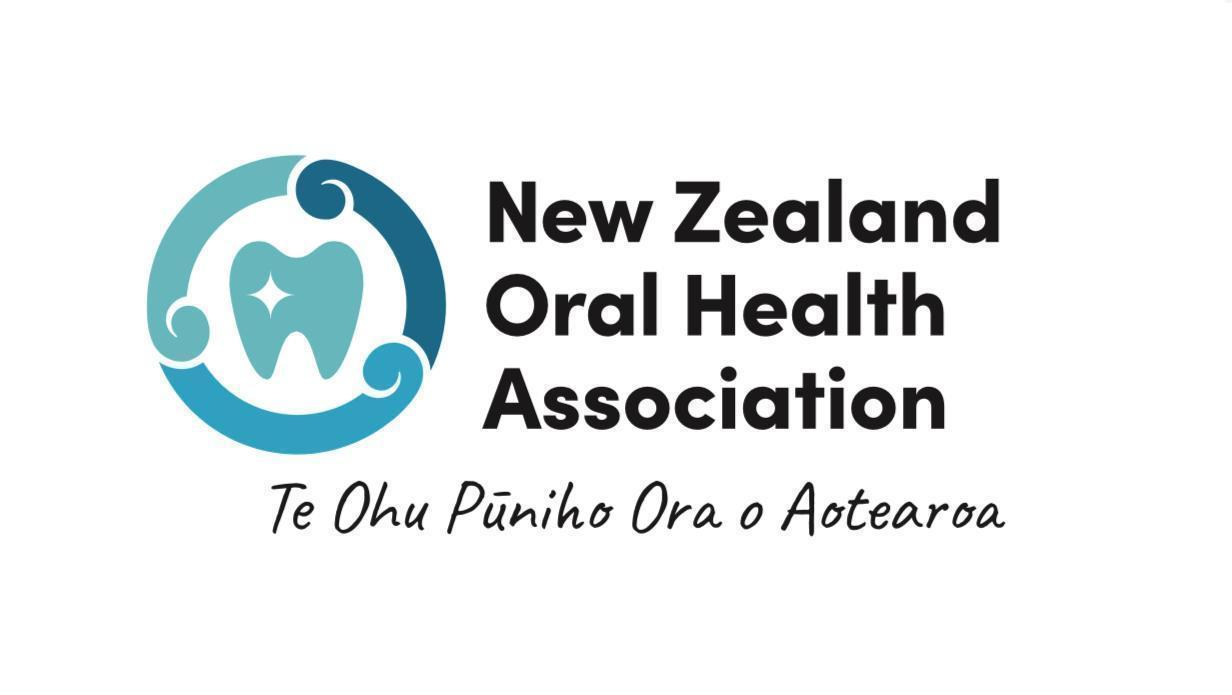 New Zealand
Oral Health
Association
Te Ohu Pūniho Ora o Aotearoa